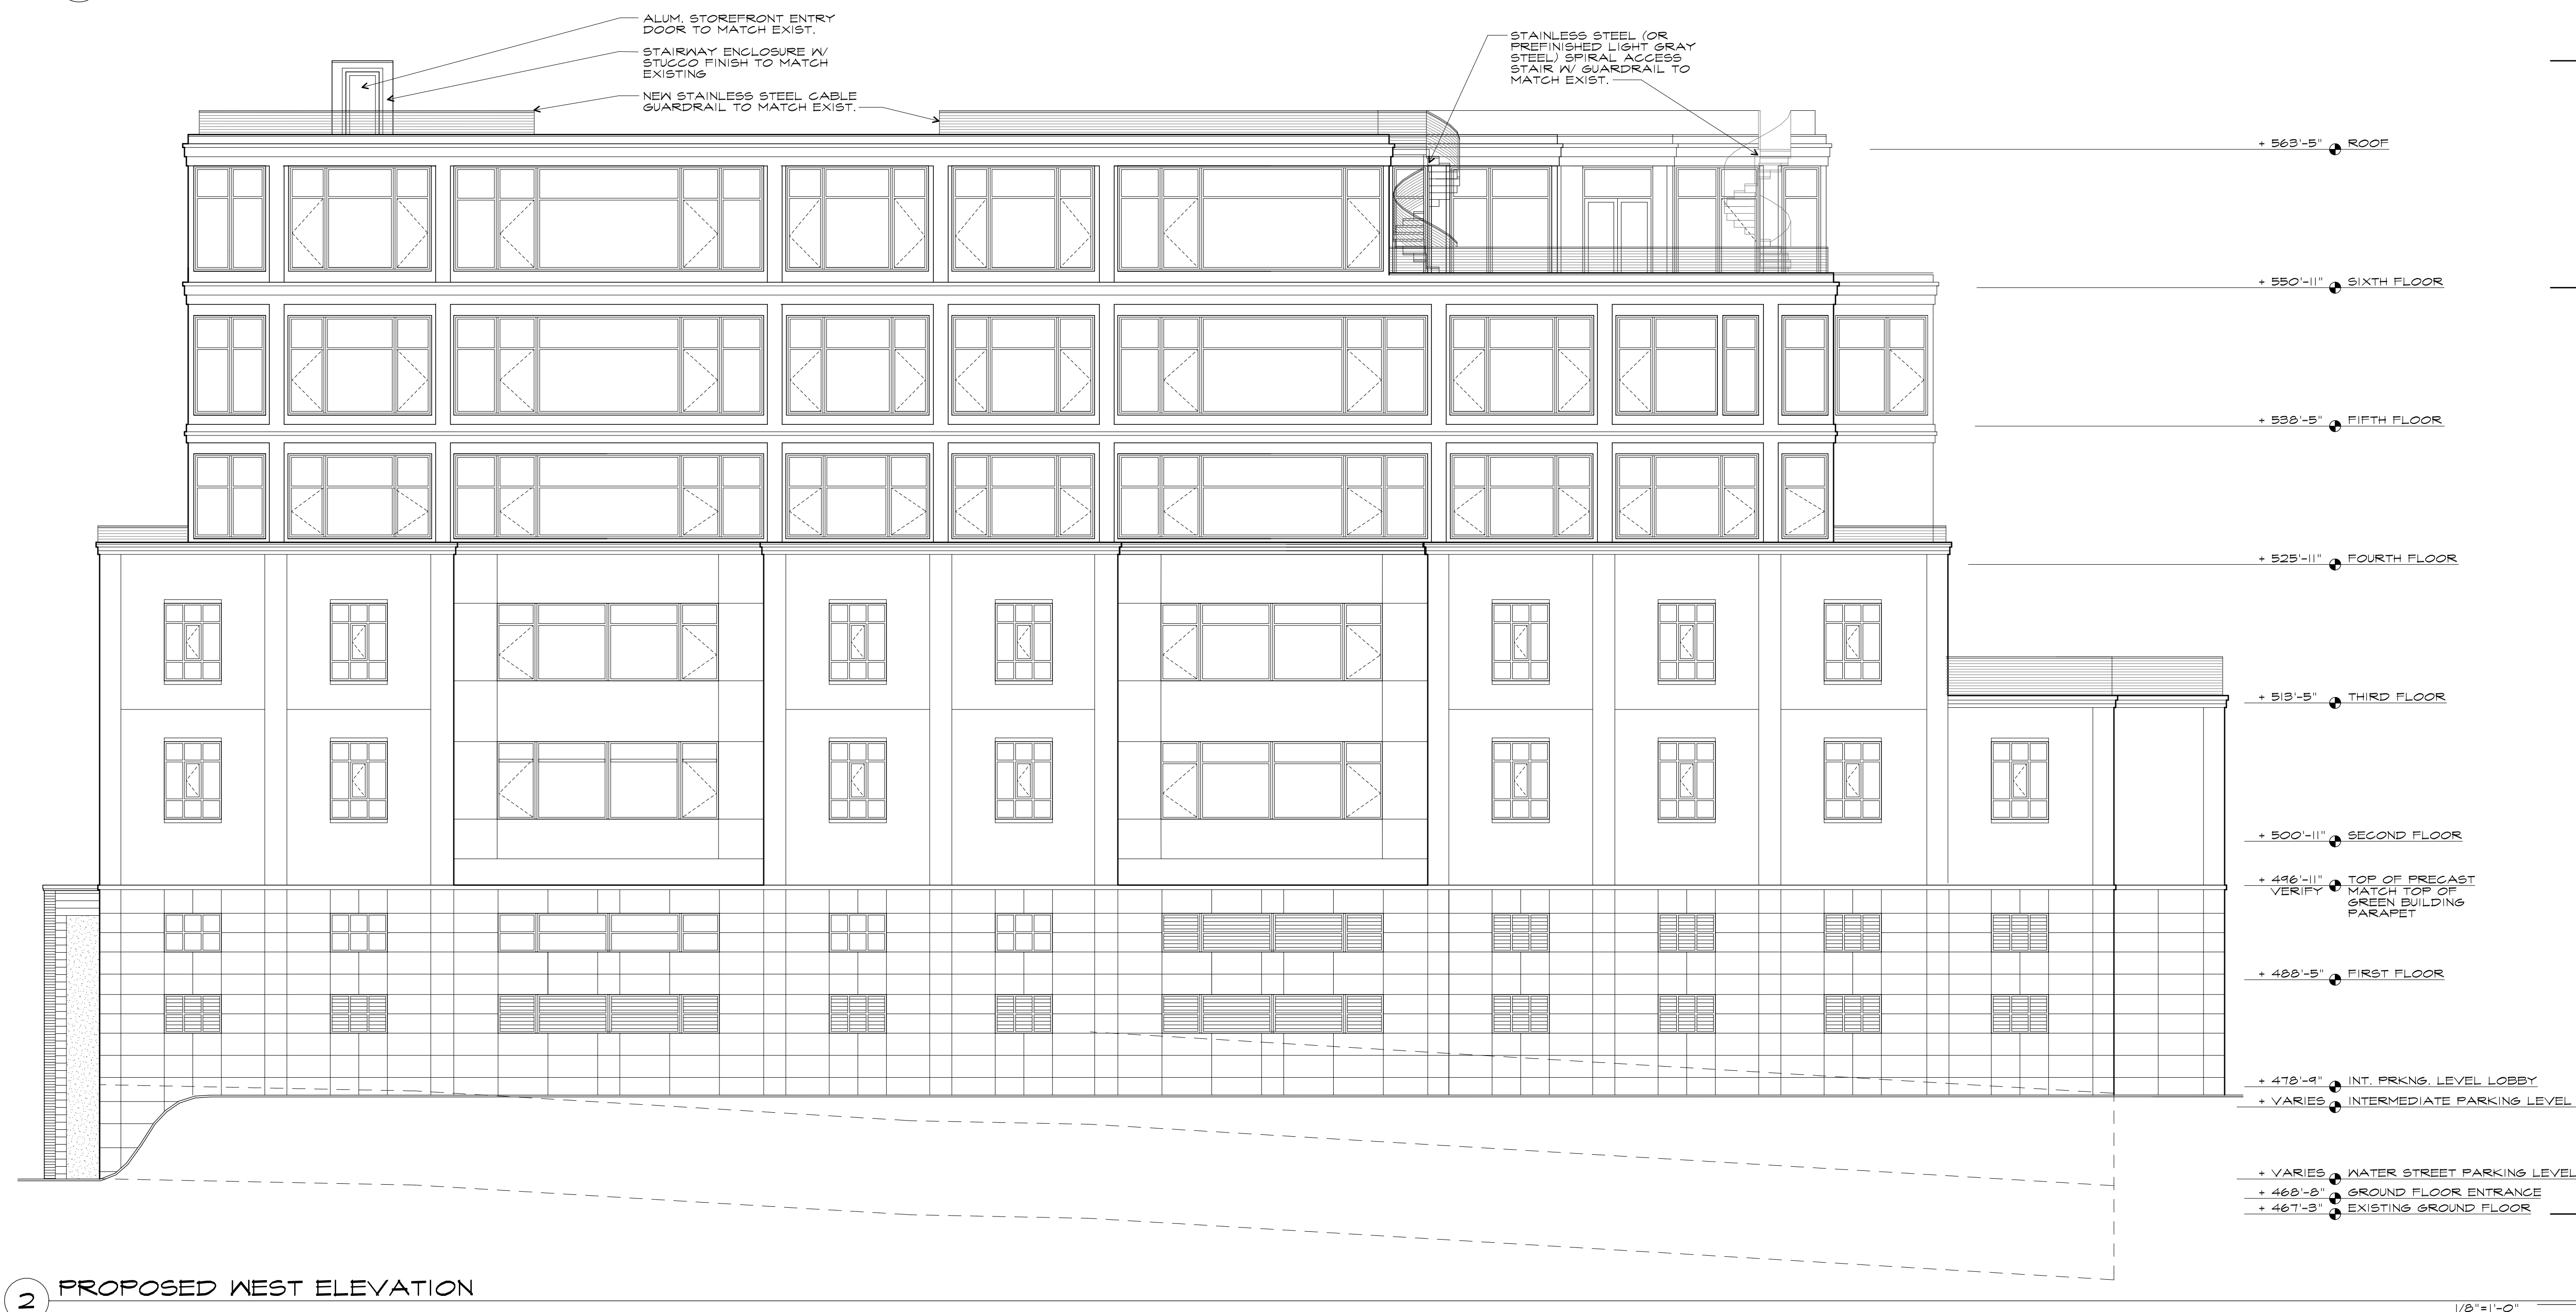 ALUM. STOREFRONT ENTRY
DOOR TO MATCH EXIST.
STAIRWAY ENCLOSURE W/
STUCCO FINISH TO MATCH
EXISTING
NEW STAINLESS STEEL CABLE
GUARDRAIL TO MATCH EXIST.
STAINLESS STEEL (OR
PREFINISHED LIGHT GRAY
STEEL) SPIRAL ACCESS
STAIR W/ GUARDRAIL TO
MATCH EXIST.
+ 563'-5" ROOF
+ 550'-11" SIXTH FLOOR
+ 538'-5" FIFTH FLOOR
+ 525'-11" FOURTH FLOOR
+ 513'-5" THIRD FLOOR
+ 500'-11" SECOND FLOOR
+ 496'-11" TOP OF PRECAST
VERIFY MATCH TOP OF
GREEN BUILDING
PARAPET
+ 488'-5" FIRST FLOOR
+ 478'-9" INT. PRKNG. LEVEL LOBBY
+ VARIES INTERMEDIATE PARKING LEVEL
+ VARIES WATER STREET PARKING LEVEL
+ 468'-8" GROUND FLOOR ENTRANCE
+ 467'-3" EXISTING GROUND FLOOR
2 PROPOSED WEST ELEVATION
1/8"=1'-0"